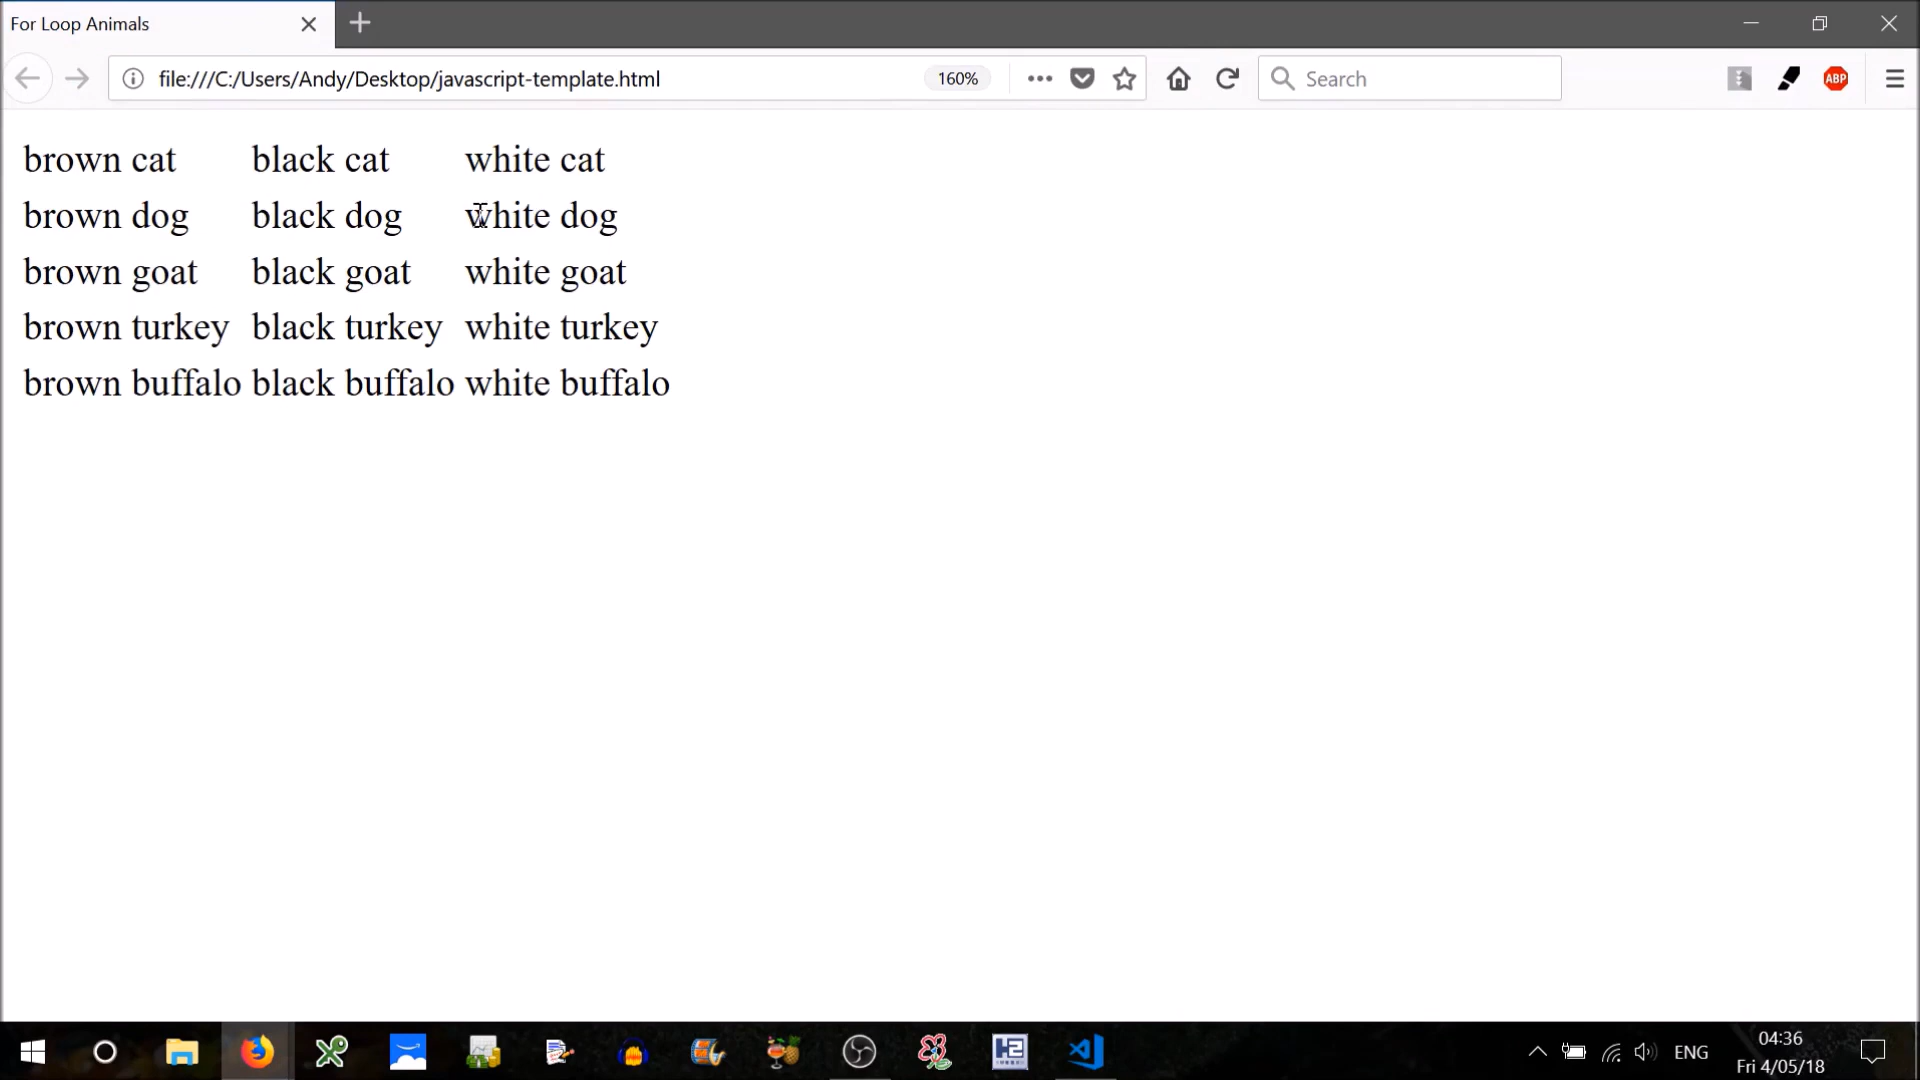 For Loop Animals
file:///C:/Users/Andy/Desktop/javascript-template.html
160%
Search
ABP
brown cat black cat white cat
brown dog black dog white dog
brown goat black goat white goat
brown turkey black turkey white turkey
brown buffalo black buffalo white buffalo
H2
ENG
04:36
Fri 4/05/18